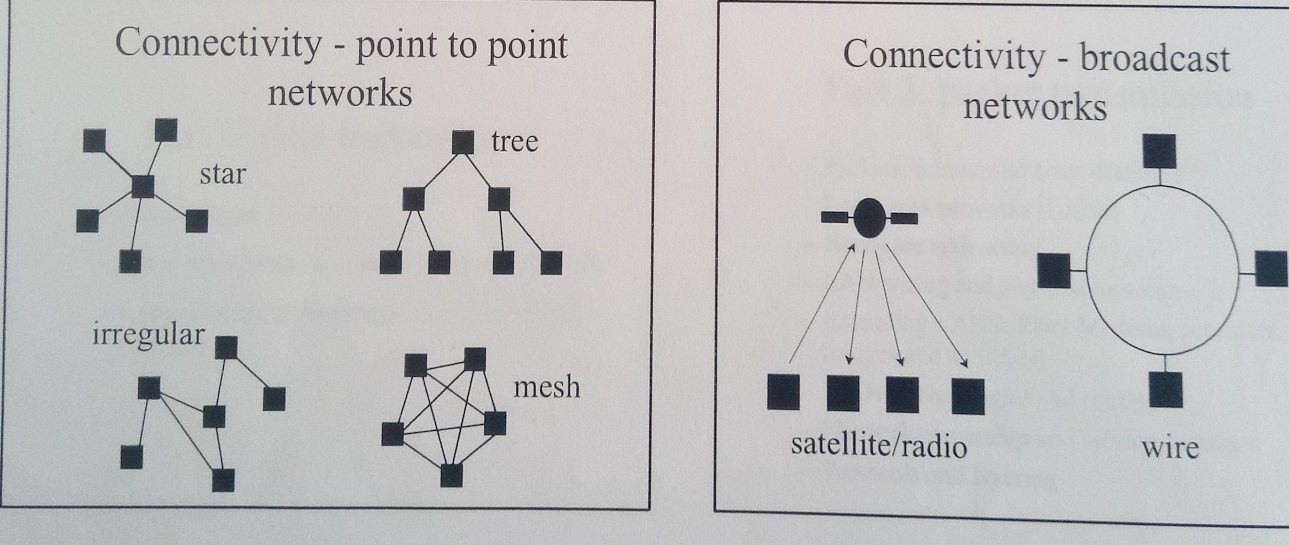 Connectivity - point to point
networks
star
tree
irregular
mesh
Connectivity - broadcast
networks
satellite/radio
wire